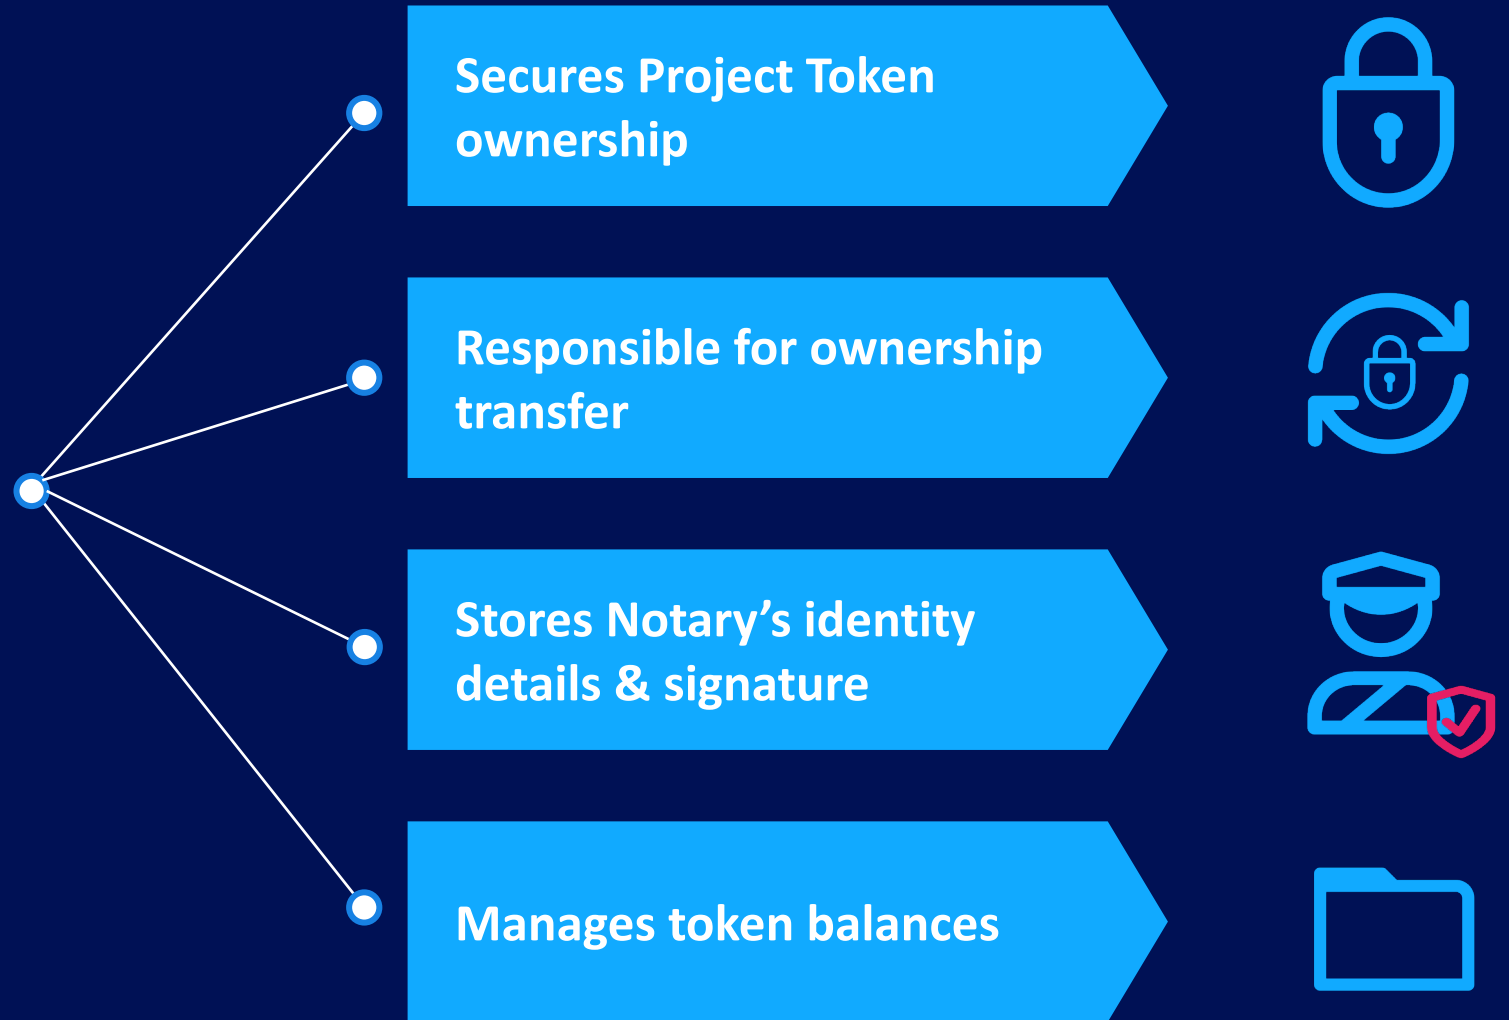 Secures Project Token
ownership
Responsible for ownership
transfer
Stores Notary’s identity
details & signature
Manages token balances